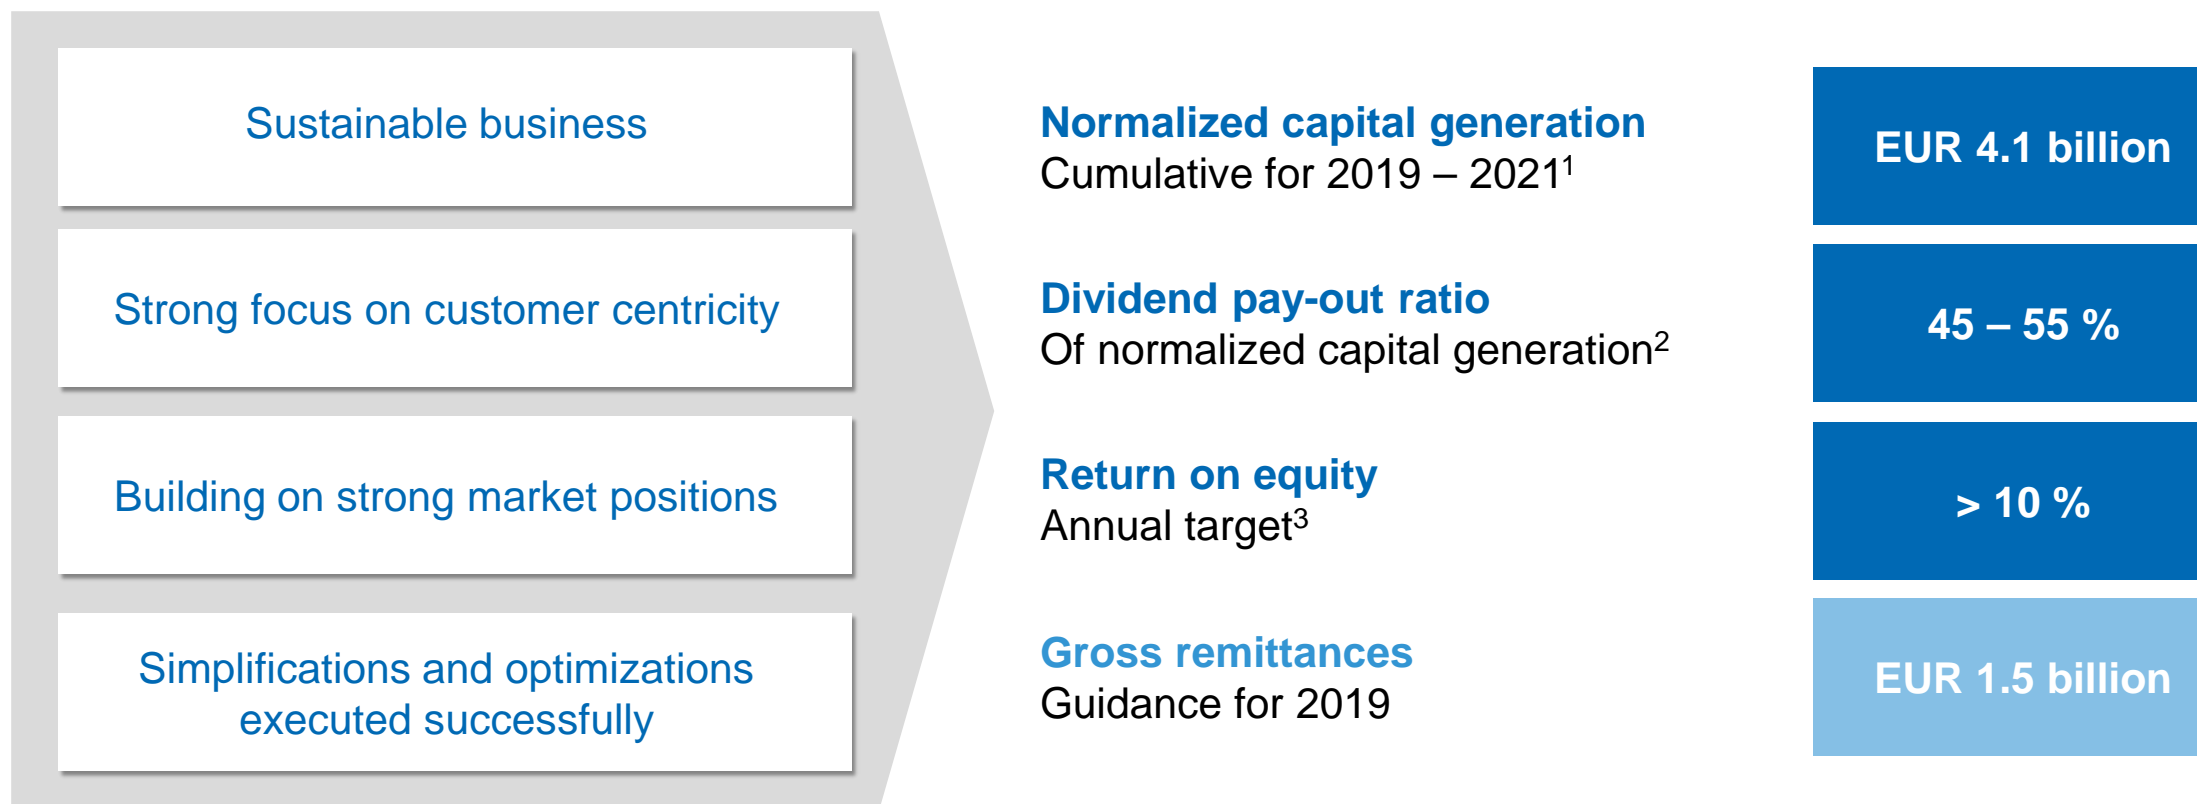 Sustainable business
Strong focus on customer centricity
Building on strong market positions
Simplifications and optimizations
executed successfully
Normalized capital generation
Cumulative for 2019 – 2021¹
EUR 4.1 billion
Dividend pay-out ratio
Of normalized capital generation²
45 – 55 %
Return on equity
Annual target³
> 10 %
Gross remittances
Guidance for 2019
EUR 1.5 billion